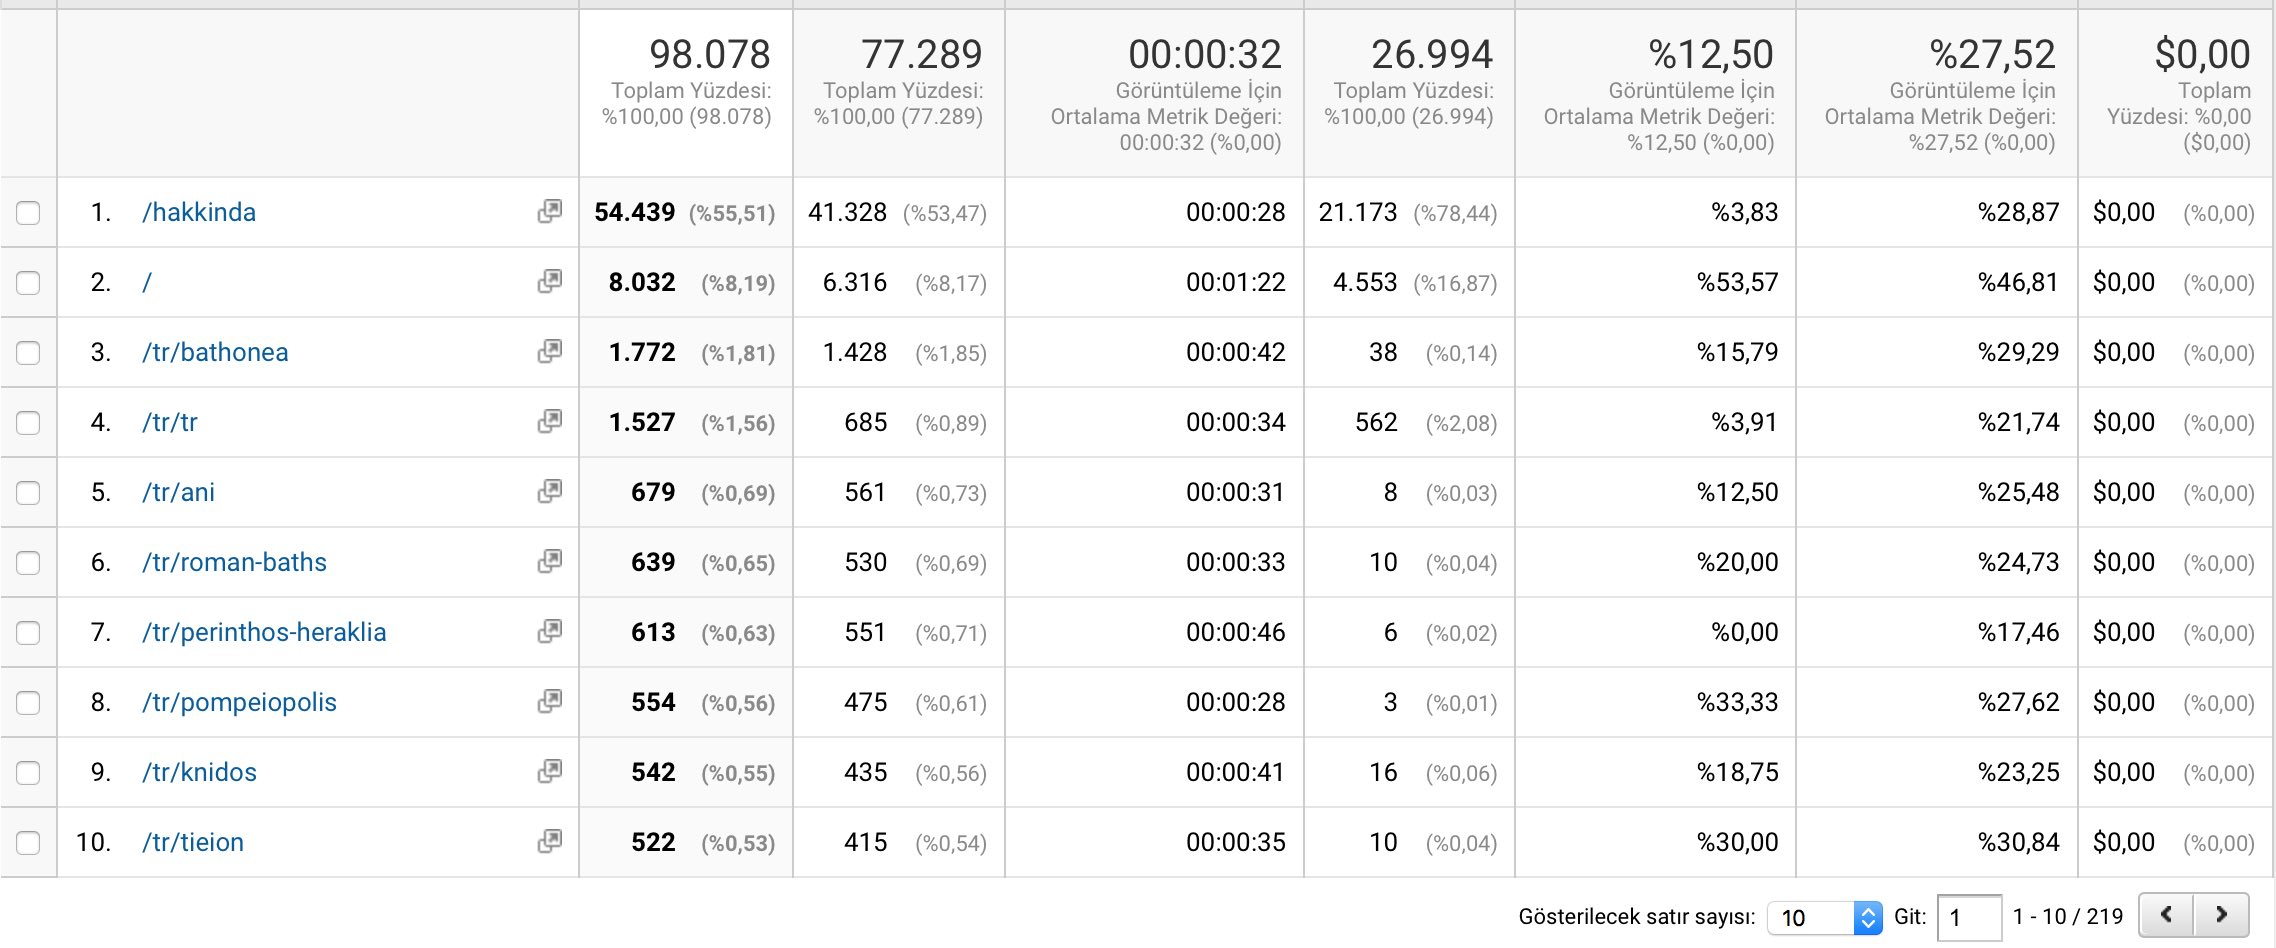 98.078 77.289 00:00:32 26.994 %12,50 %27,52 $0,00
Toplam Yüzdesi: Toplam Yüzdesi: Görüntüleme İçin Toplam Yüzdesi: Görüntüleme İçin Görüntüleme İçin Toplam
%100,00 (98.078) %100,00 (77.289) Ortalama Metrik Değeri: %100,00 (26.994) Ortalama Metrik Değeri: Ortalama Metrik Değeri: Yüzdesi: %0,00
00:00:32 (%0,00) %12,50 (%0,00) %27,52 (%0,00) ($0,00)
1. /hakkinda 54.439 (%55,51) 41.328 (%53,47) 00:00:28 21.173 (%78,44) %3,83 %28,87 $0,00 (%0,00)
2. / 8.032 (%8,19) 6.316 (%8,17) 00:01:22 4.553 (%16,87) %53,57 %46,81 $0,00 (%0,00)
3. /tr/bathonea 1.772 (%1,81) 1.428 (%1,85) 00:00:42 38 (%0,14) %15,79 %29,29 $0,00 (%0,00)
4. /tr/tr 1.527 (%1,56) 685 (%0,89) 00:00:34 562 (%2,08) %3,91 %21,74 $0,00 (%0,00)
5. /tr/ani 679 (%0,69) 561 (%0,73) 00:00:31 8 (%0,03) %12,50 %25,48 $0,00 (%0,00)
6. /tr/roman-baths 639 (%0,65) 530 (%0,69) 00:00:33 10 (%0,04) %20,00 %24,73 $0,00 (%0,00)
7. /tr/perinthos-heraklia 613 (%0,63) 551 (%0,71) 00:00:46 6 (%0,02) %0,00 %17,46 $0,00 (%0,00)
8. /tr/pompeiopolis 554 (%0,56) 475 (%0,61) 00:00:28 3 (%0,01) %33,33 %27,62 $0,00 (%0,00)
9. /tr/knidos 542 (%0,55) 435 (%0,56) 00:00:41 16 (%0,06) %18,75 %23,25 $0,00 (%0,00)
10. /tr/tieion 522 (%0,53) 415 (%0,54) 00:00:35 10 (%0,04) %30,00 %30,84 $0,00 (%0,00)
Gösterilecek satır sayısı: 10 Git: 1 1 - 10 / 219